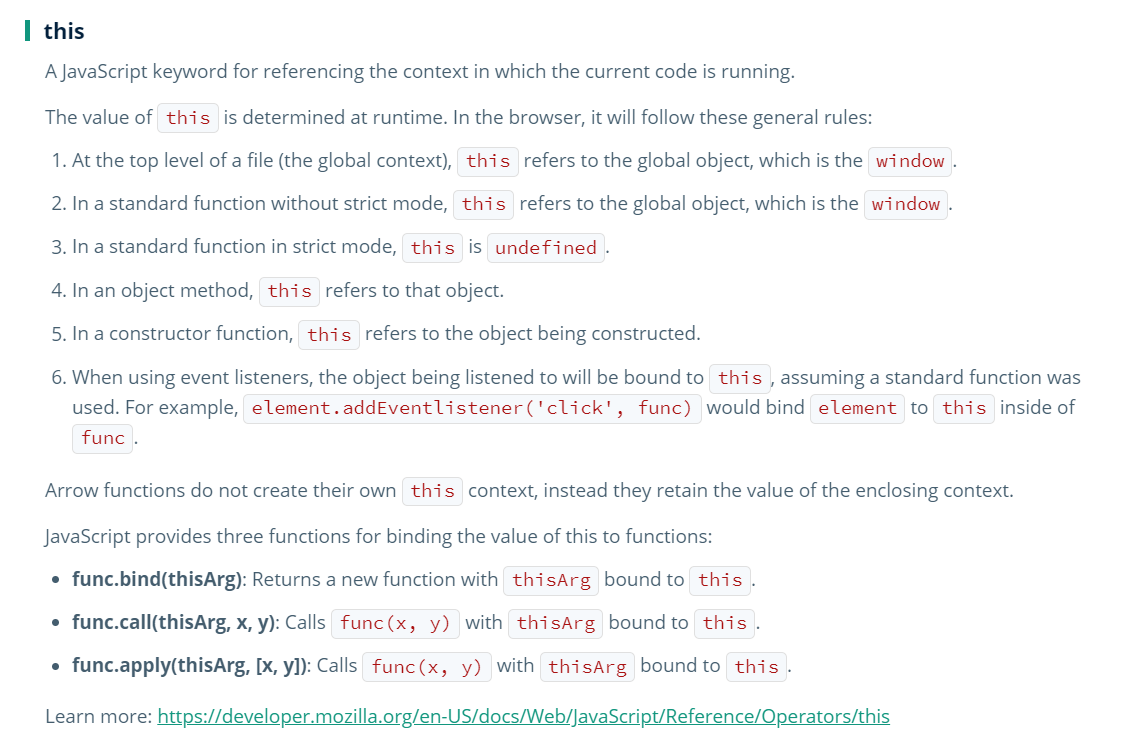 this
A JavaScript keyword for referencing the context in which the current code is running.
The value of this is determined at runtime. In the browser, it will follow these general rules:
1. At the top level of a file (the global context), this refers to the global object, which is the window.
2. In a standard function without strict mode, this refers to the global object, which is the window.
3. In a standard function in strict mode, this is undefined.
4. In an object method, this refers to that object.
5. In a constructor function, this refers to the object being constructed.
6. When using event listeners, the object being listened to will be bound to this, assuming a standard function was
used. For example, element.addEventlistener('click', func) would bind element to this inside of
func.
Arrow functions do not create their own this context, instead they retain the value of the enclosing context.
JavaScript provides three functions for binding the value of this to functions:
• func.bind(thisArg): Returns a new function with thisArg bound to this.
• func.call(thisArg, x, y): Calls func(x, y) with thisArg bound to this.
• func.apply(thisArg, [x, y]): Calls func(x, y) with thisArg bound to this.
Learn more: https://developer.mozilla.org/en-US/docs/Web/JavaScript/Reference/Operators/this